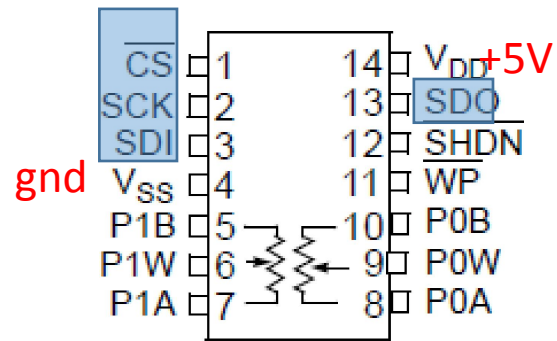 CS 1 14 VDD +5V
SCK 2 13 SDO
SDI 3 12 SHDN
gnd VSS 4 11 WP
P1B 5 10 P0B
P1W 6 9 P0W
P1A 7 8 P0A